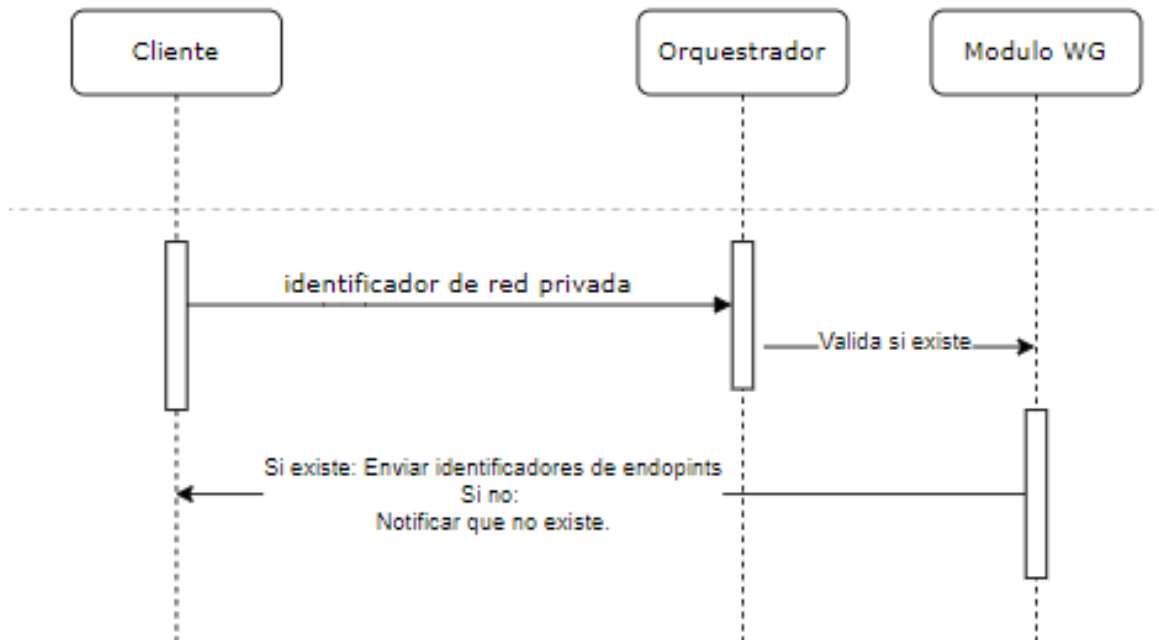 Cliente
Orquestrador
Modulo WG
identificador de red privada
Valida si existe
Si existe: Enviar identificadores de endopints
Si no:
Notificar que no existe.